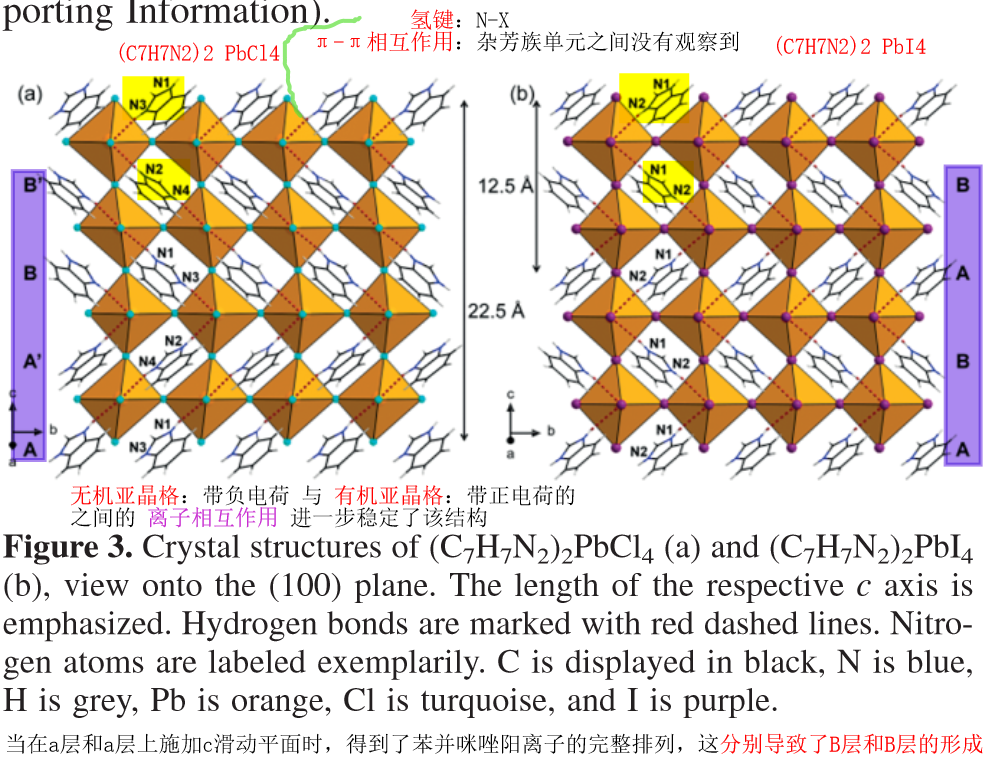 porting Information).
氢键：N-X
π-π相互作用：杂芳族单元之间没有观察到
(C7H7N2)2 PbCl4
(C7H7N2)2 PbI4
(a)
N1
N3
N2
N4
N1
N3
N2
N4
N1
N3
B'
B
A'
A
c
b
a
22.5 Å
(b)
N1
N2
N1
N2
N1
N2
N1
N2
N1
N2
12.5 Å
c
b
a
B
A
B
A
无机亚晶格：带负电荷 与 有机亚晶格：带正电荷的
之间的 离子相互作用 进一步稳定了该结构
Figure 3. Crystal structures of (C₇H₇N₂)₂PbCl₄ (a) and (C₇H₇N₂)₂PbI₄
(b), view onto the (100) plane. The length of the respective c axis is
emphasized. Hydrogen bonds are marked with red dashed lines. Nitro-
gen atoms are labeled exemplarily. C is displayed in black, N is blue,
H is grey, Pb is orange, Cl is turquoise, and I is purple.
当在a层和a层上施加c滑动平面时，得到了苯并咪唑阳离子的完整排列，这分别导致了B层和B层的形成